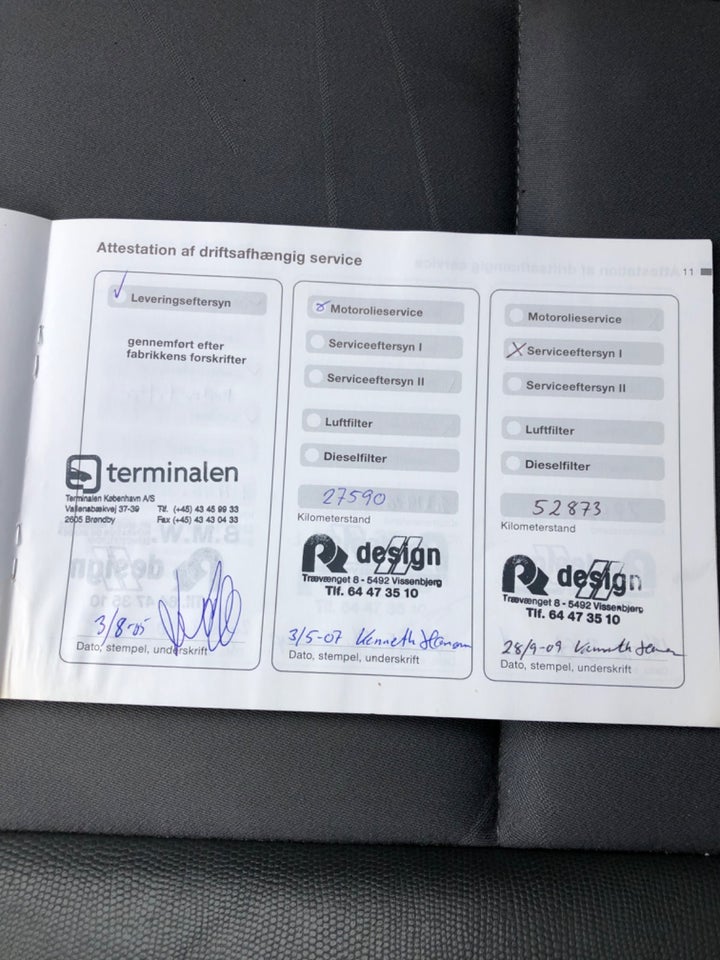 Attestation af driftsafhængig service
11
Leveringseftersyn
gennemført efter
fabrikkens forskrifter
terminalen
Terminalen København A/S
Vallensbækvej 37-39 Tlf. (+45) 43 45 99 33
2605 Brøndby Fax (+45) 43 43 04 33
3/8-05
Dato, stempel, underskrift
Motorolieservice
Serviceeftersyn I
Serviceeftersyn II
Luftfilter
Dieselfilter
27590
Kilometerstand
R design
Trævænget 8 - 5492 Vissenbjerg
Tlf. 64 47 35 10
3/5-07 Kenneth
Dato, stempel, underskrift
Motorolieservice
Serviceeftersyn I
Serviceeftersyn II
Luftfilter
Dieselfilter
52873
Kilometerstand
R design
Trævænget 8 - 5492 Vissenbjerg
Tlf. 64 47 35 10
28/9-09 Kenneth
Dato, stempel, underskrift